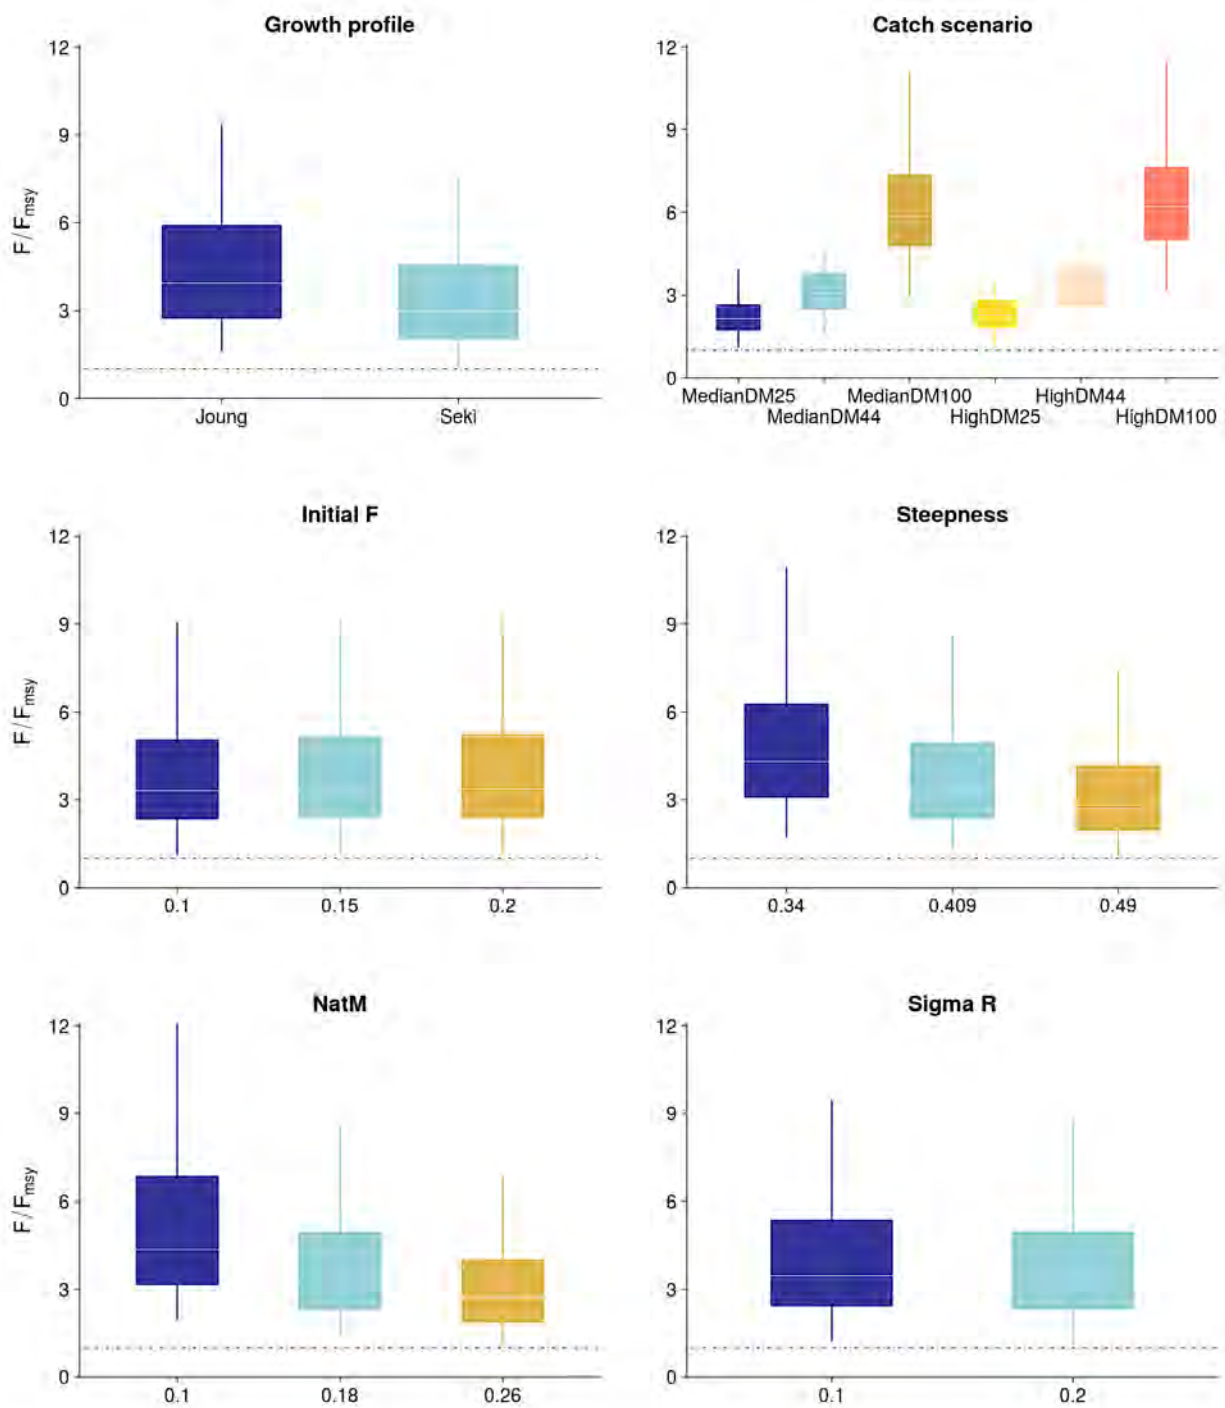 Growth profile
12
9
6
3
0
F/Fmsy
Joung
Seki
Catch scenario
12
9
6
3
0
MedianDM25
MedianDM100
HighDM44
MedianDM44
HighDM25
HighDM100
Initial F
12
9
6
3
0
F/Fmsy
0.1
0.15
0.2
Steepness
12
9
6
3
0
0.34
0.409
0.49
NatM
12
9
6
3
0
F/Fmsy
0.1
0.18
0.26
Sigma R
12
9
6
3
0
0.1
0.2